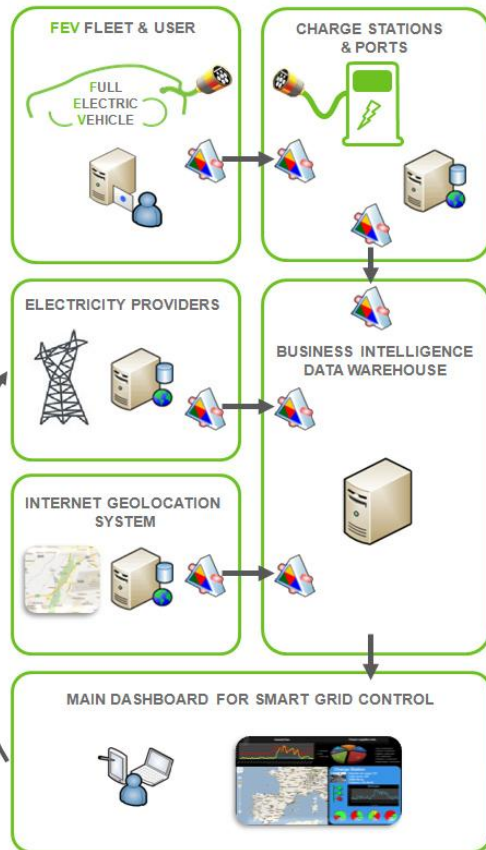 FEV FLEET & USER
FULL
ELECTRIC
VEHICLE
CHARGE STATIONS
& PORTS
ELECTRICITY PROVIDERS
BUSINESS INTELLIGENCE
DATA WAREHOUSE
INTERNET GEOLOCATION
SYSTEM
MAIN DASHBOARD FOR SMART GRID CONTROL